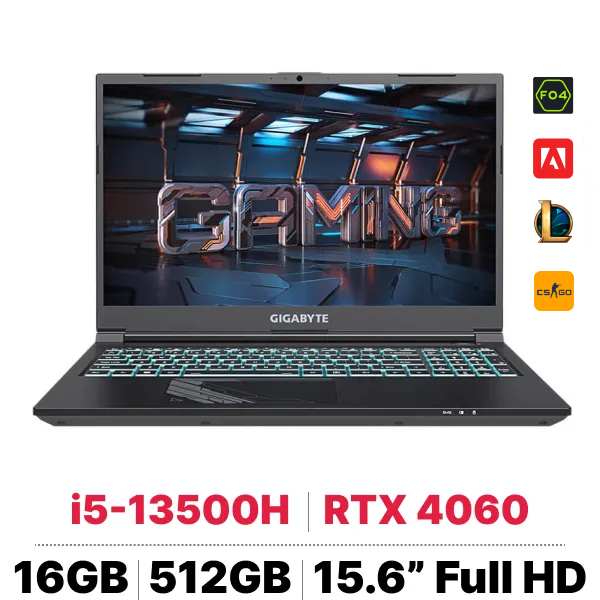 FO4
GAMING
CS GO
GIGABYTE
i5-13500H | RTX 4060
16GB | 512GB | 15.6” Full HD